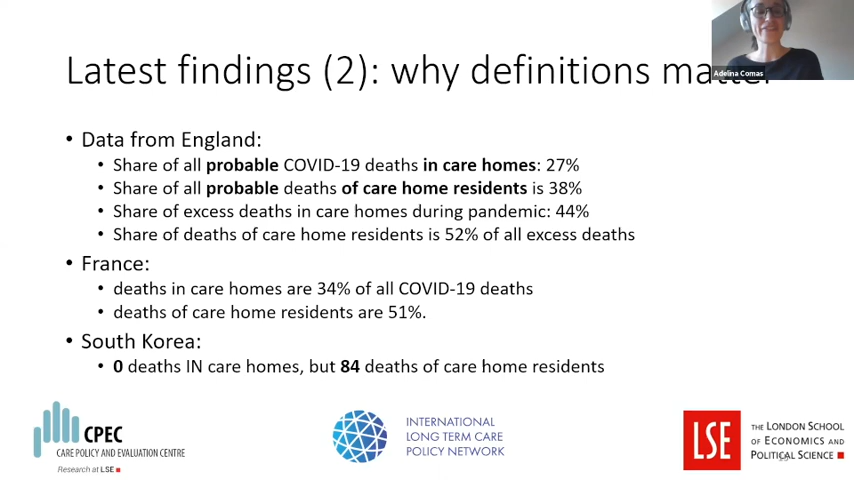 Adelina Comas
Latest findings (2): why definitions matter
• Data from England:
• Share of all probable COVID-19 deaths in care homes: 27%
• Share of all probable deaths of care home residents is 38%
• Share of excess deaths in care homes during pandemic: 44%
• Share of deaths of care home residents is 52% of all excess deaths
• France:
• deaths in care homes are 34% of all COVID-19 deaths
• deaths of care home residents are 51%.
• South Korea:
• 0 deaths IN care homes, but 84 deaths of care home residents
CPEC
CARE POLICY AND EVALUATION CENTRE
Research at LSE
INTERNATIONAL
LONG TERM CARE
POLICY NETWORK
LSE
THE LONDON SCHOOL
OF ECONOMICS AND
POLITICAL SCIENCE